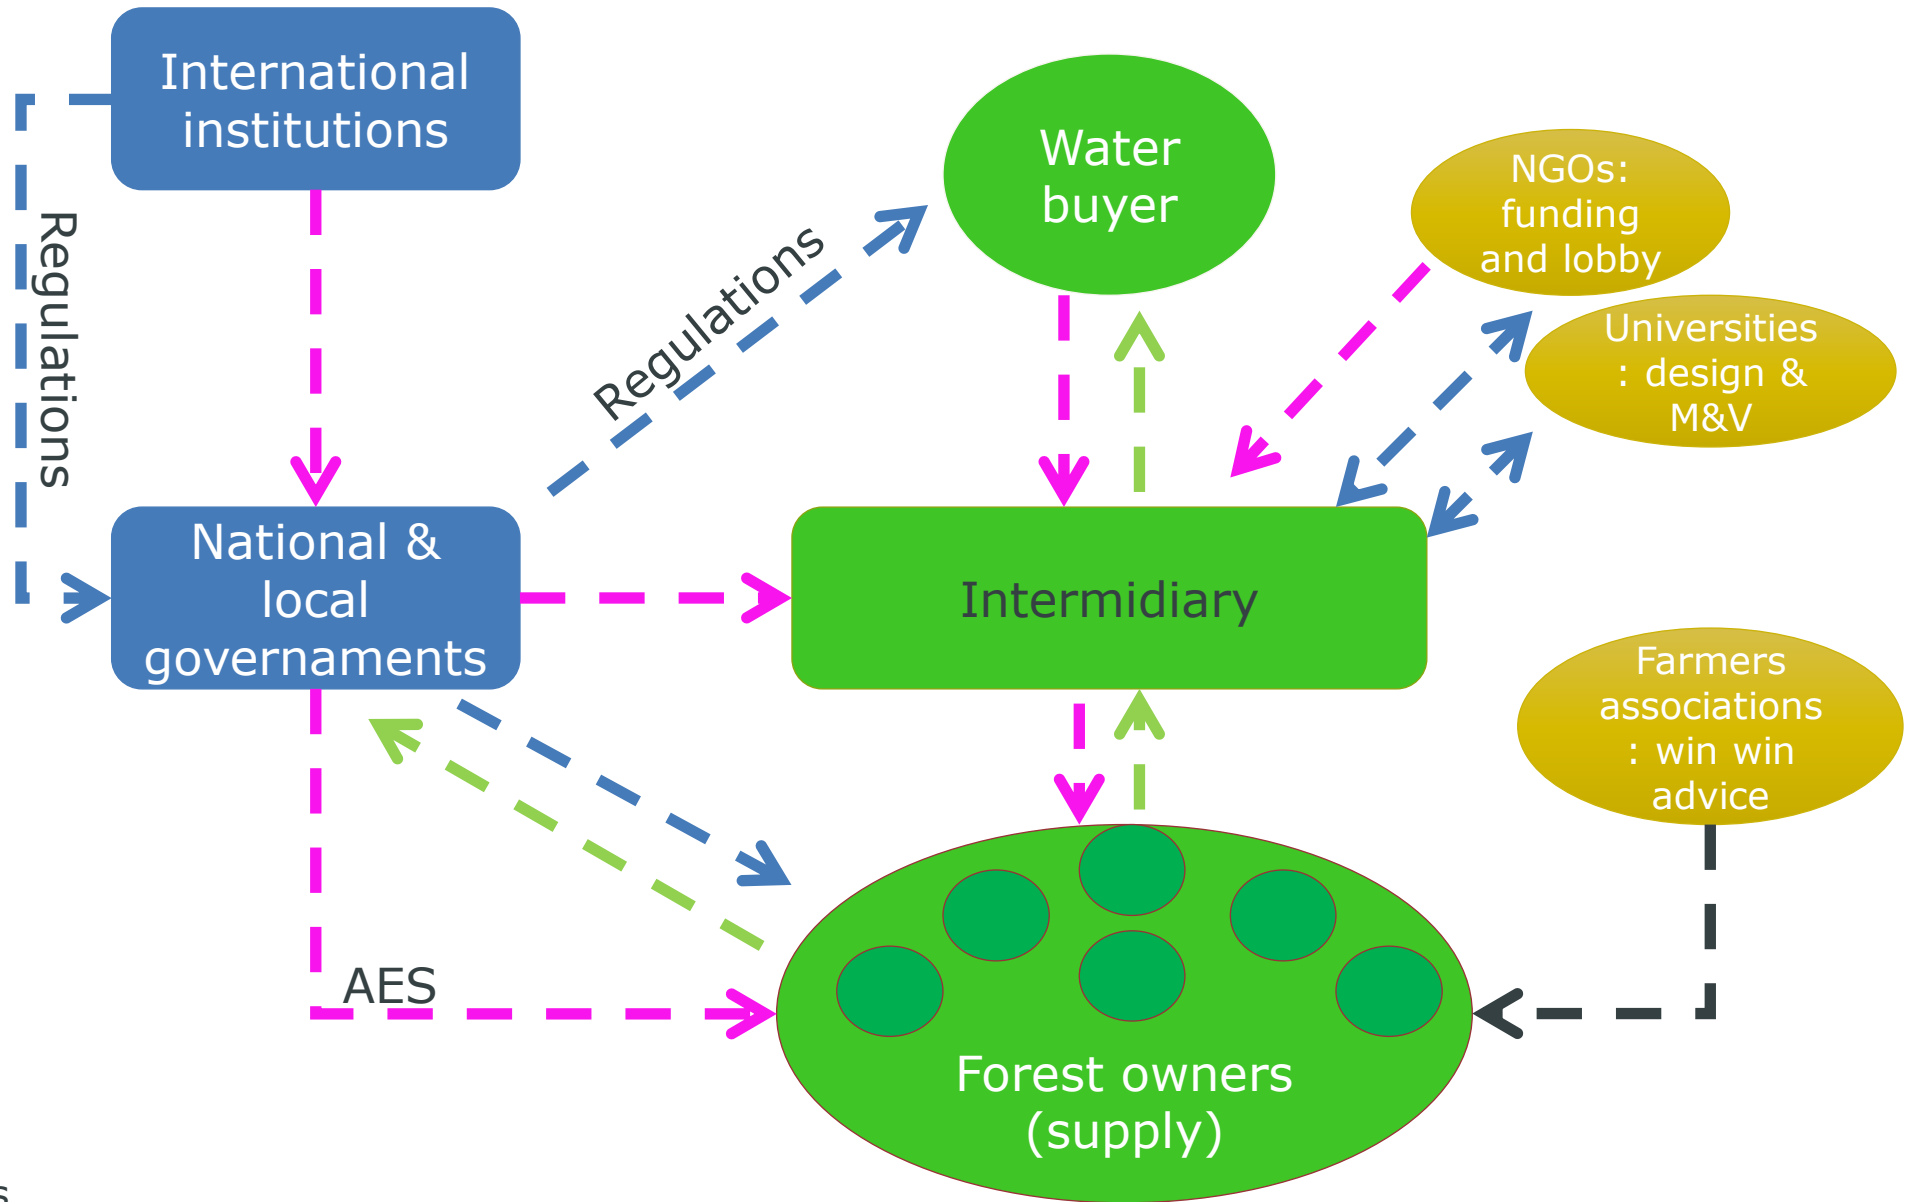 International
institutions
Water
buyer
NGOs:
funding
and lobby
Regulations
Regulations
Universities
: design &
M&V
National &
local
governaments
Intermidiary
Farmers
associations
: win win
advice
AES
Forest owners
(supply)